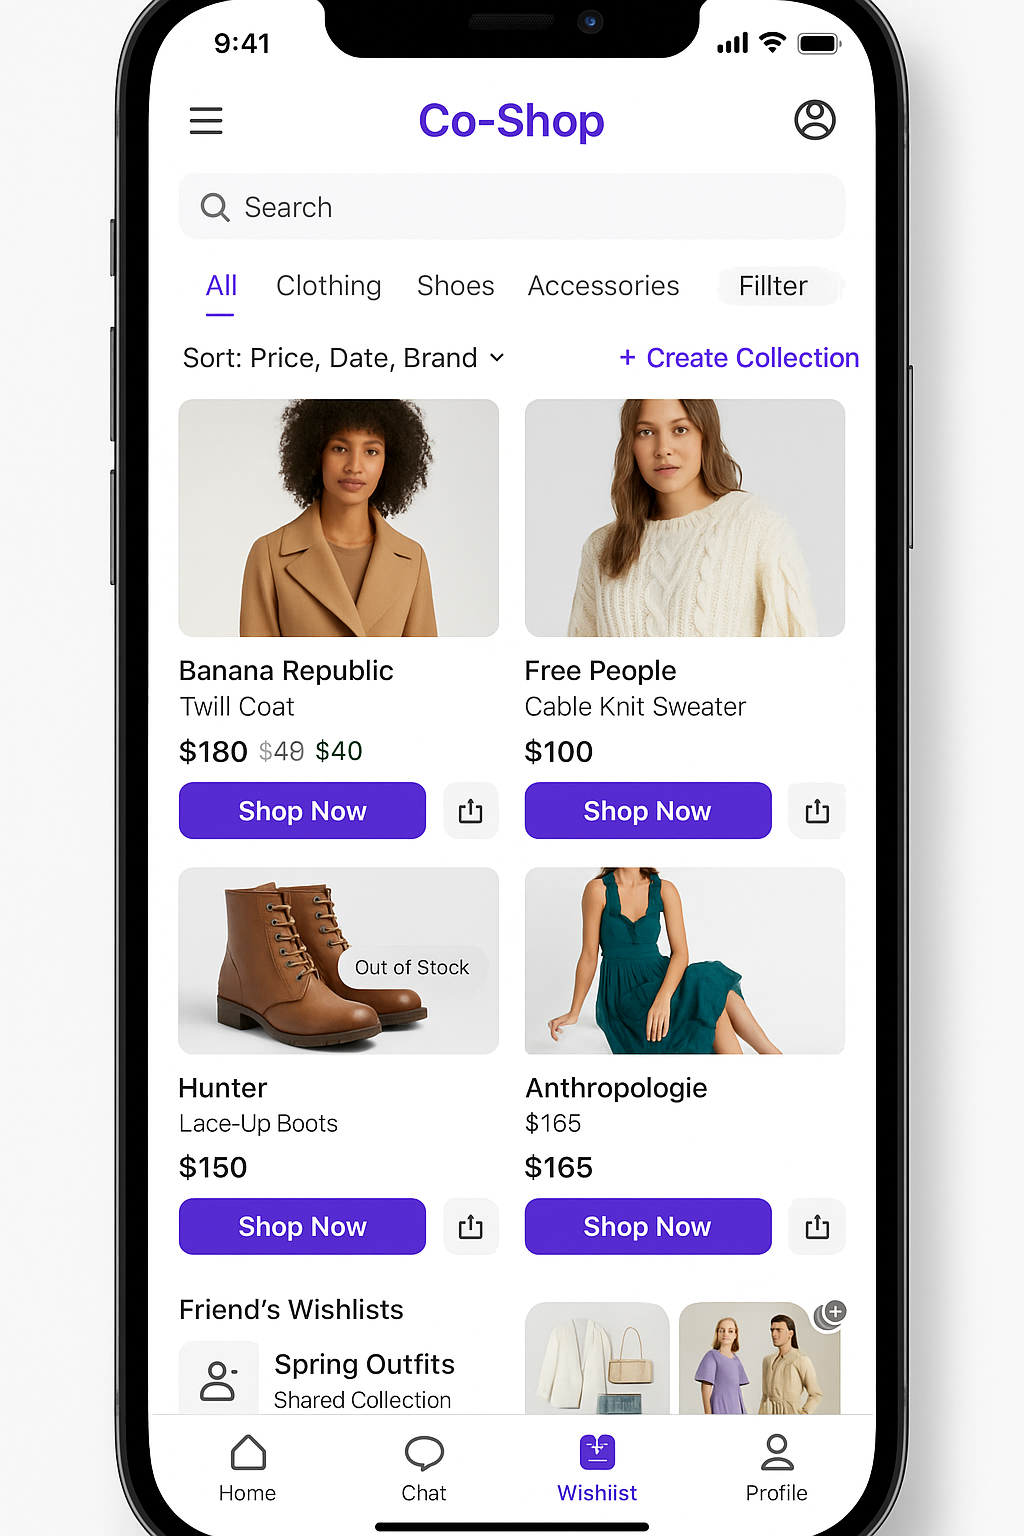 9:41
Co-Shop
Search
All Clothing Shoes Accessories Fillter
Sort: Price, Date, Brand + Create Collection
Banana Republic
Twill Coat
$180 $49 $40
Shop Now
Free People
Cable Knit Sweater
$100
Shop Now
Out of Stock
Hunter
Lace-Up Boots
$150
Shop Now
Anthropologie
$165
$165
Shop Now
Friend's Wishlists
Spring Outfits
Shared Collection
Home Chat Wishiist Profile